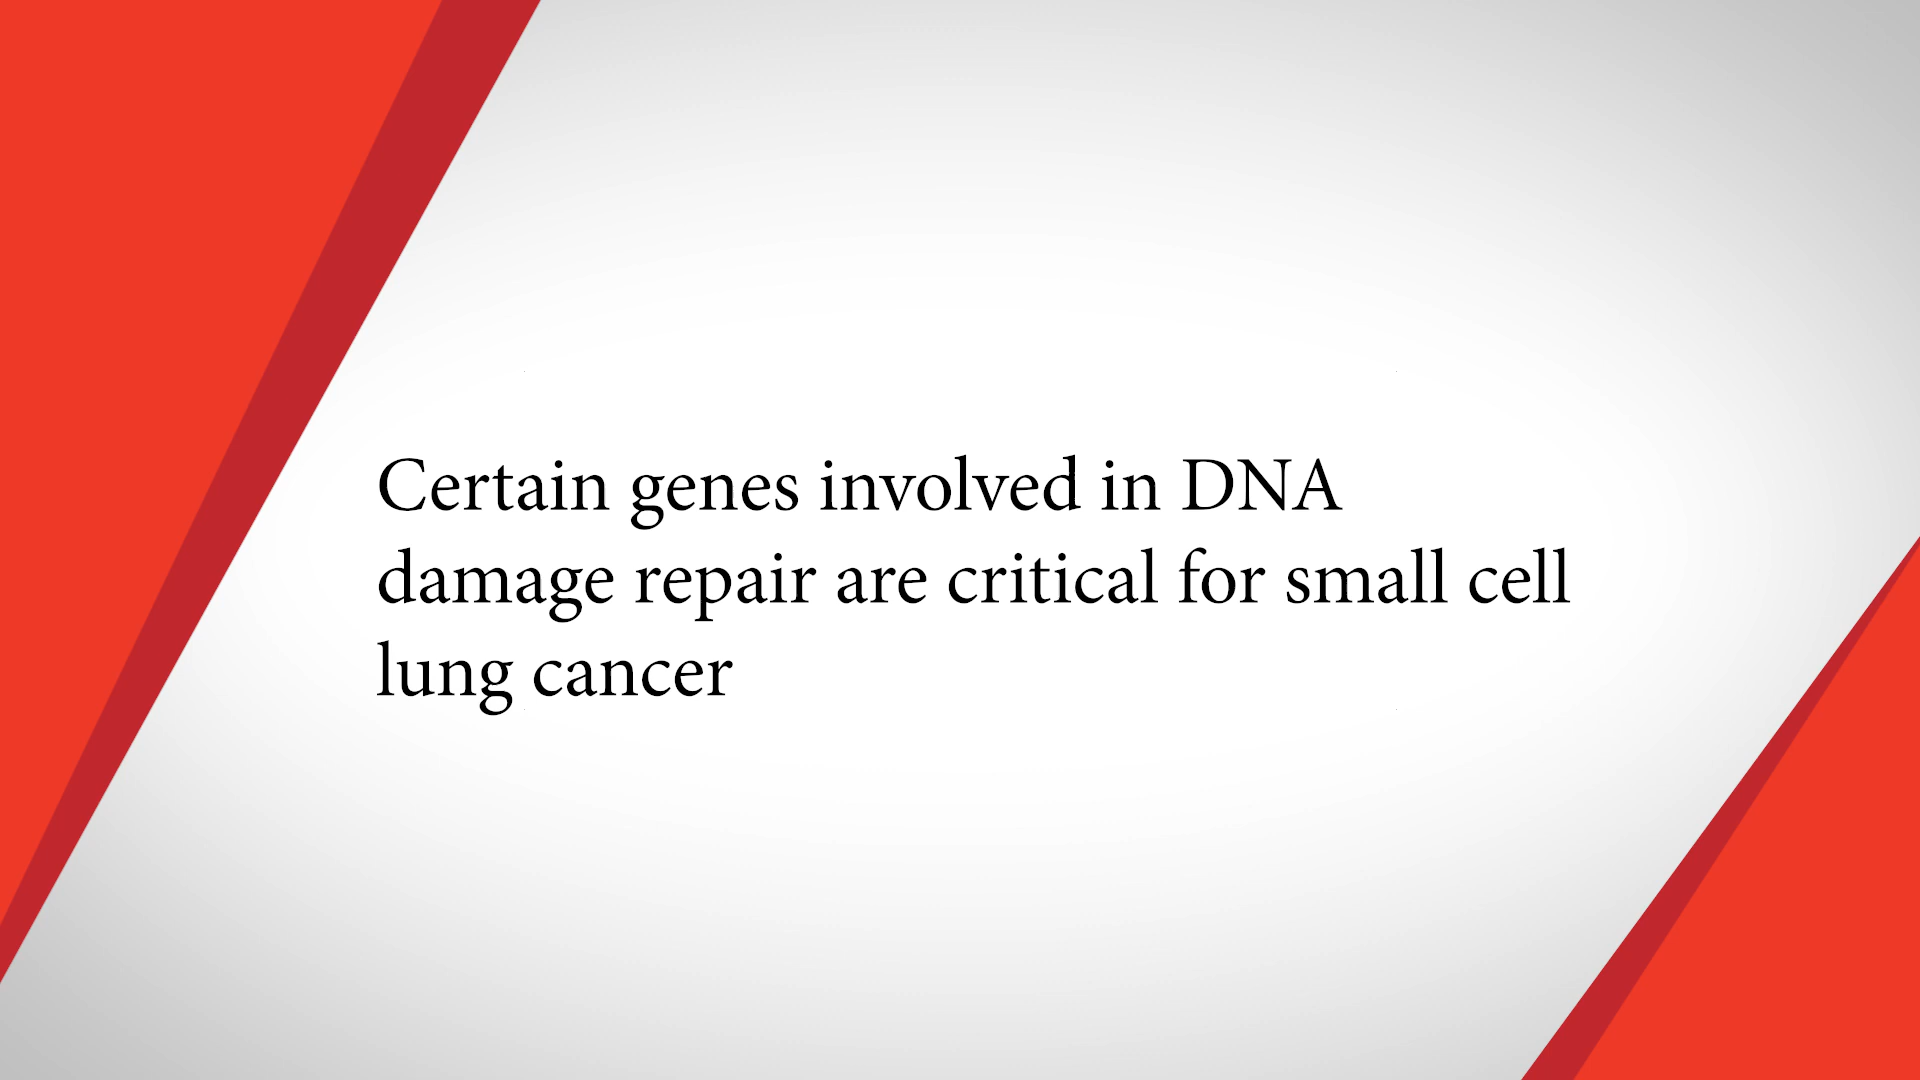 Certain genes involved in DNA
damage repair are critical for small cell
lung cancer